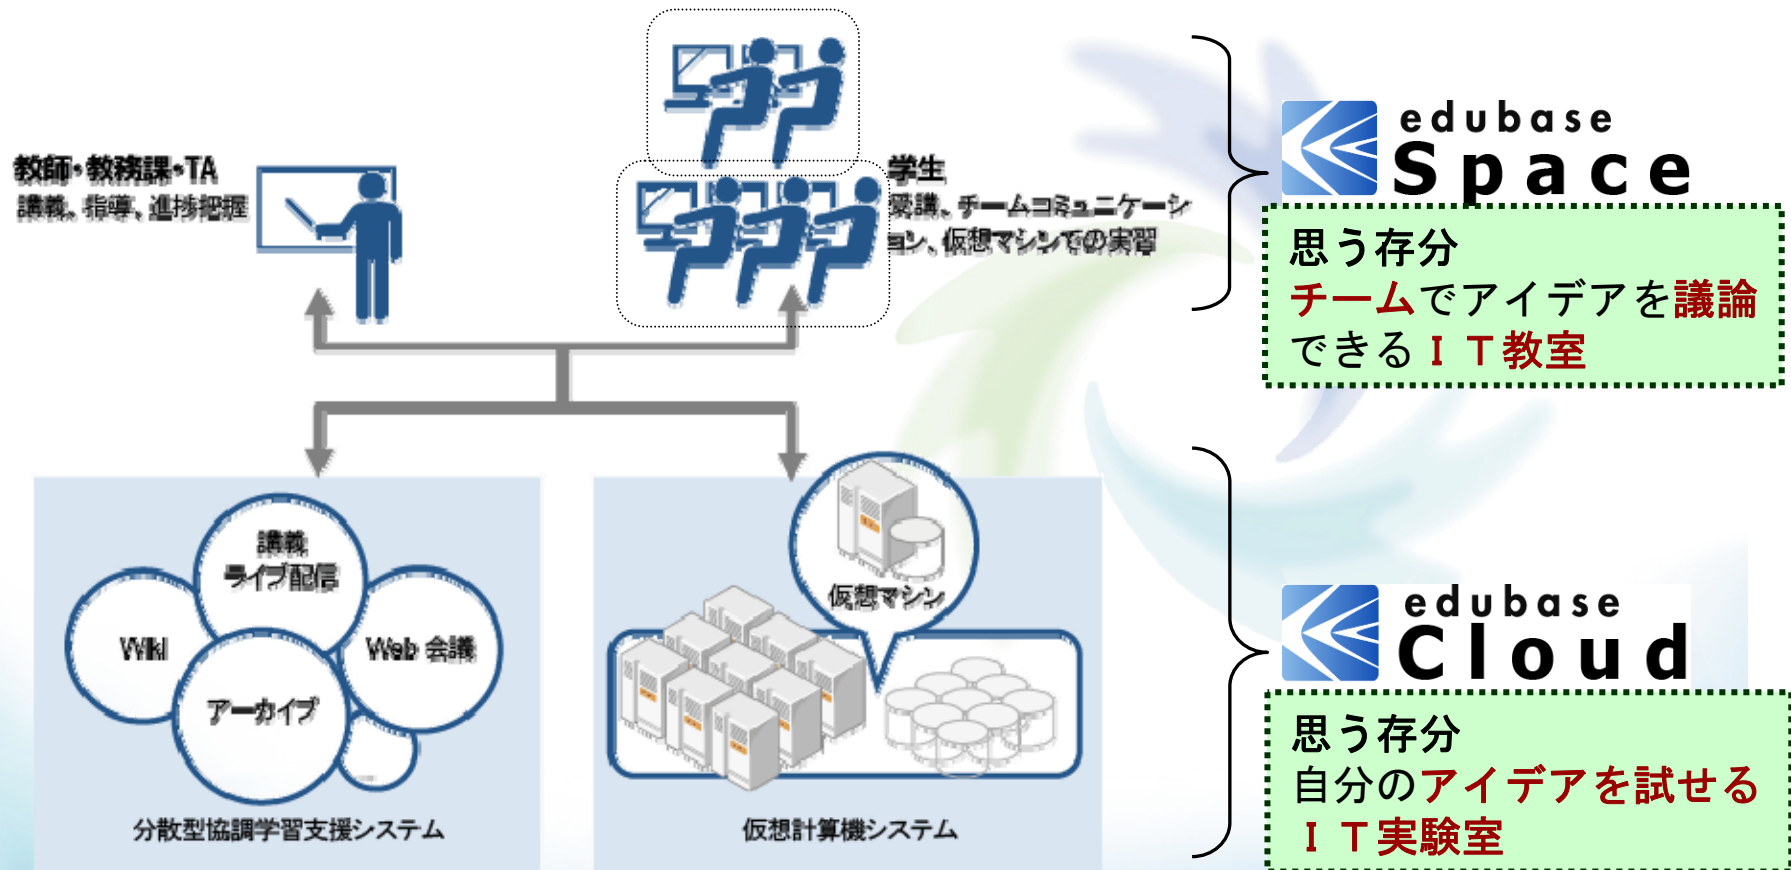 教師・教務課・TA
講義、指導、進捗把握
学生
受講、チームコミュニケーシ
ョン、仮想マシンでの実習
edubase
Space
思う存分
チームでアイデアを議論
できるＩＴ教室
講義
ライブ配信
Wiki
Web 会議
アーカイブ
分散型協調学習支援システム
仮想マシン
仮想計算機システム
edubase
Cloud
思う存分
自分のアイデアを試せる
ＩＴ実験室